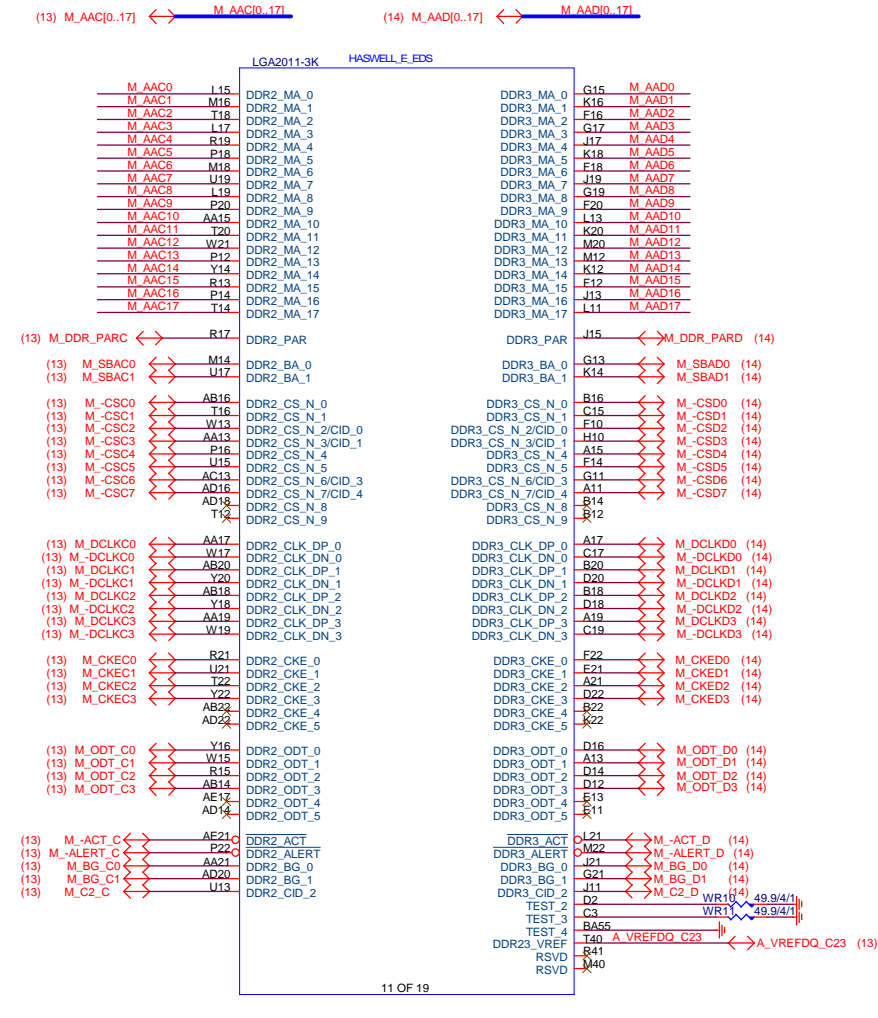 (13) M_AAC[0..17] M_AAC[0..17] (14) M_AAD[0..17] M_AAD[0..17]
LGA2011-3K HASWELL_E_EDS
M_AAC0 L15 DDR2_MA_0 DDR3_MA_0 G15 M_AAD0
M_AAC1 M16 DDR2_MA_1 DDR3_MA_1 K16 M_AAD1
M_AAC2 T18 DDR2_MA_2 DDR3_MA_2 F16 M_AAD2
M_AAC3 L17 DDR2_MA_3 DDR3_MA_3 G17 M_AAD3
M_AAC4 R19 DDR2_MA_4 DDR3_MA_4 J17 M_AAD4
M_AAC5 P18 DDR2_MA_5 DDR3_MA_5 K18 M_AAD5
M_AAC6 M18 DDR2_MA_6 DDR3_MA_6 F18 M_AAD6
M_AAC7 U19 DDR2_MA_7 DDR3_MA_7 J19 M_AAD7
M_AAC8 L19 DDR2_MA_8 DDR3_MA_8 G19 M_AAD8
M_AAC9 P20 DDR2_MA_9 DDR3_MA_9 F20 M_AAD9
M_AAC10 AA15 DDR2_MA_10 DDR3_MA_10 L13 M_AAD10
M_AAC11 T20 DDR2_MA_11 DDR3_MA_11 K20 M_AAD11
M_AAC12 W21 DDR2_MA_12 DDR3_MA_12 M20 M_AAD12
M_AAC13 P12 DDR2_MA_13 DDR3_MA_13 M12 M_AAD13
M_AAC14 Y14 DDR2_MA_14 DDR3_MA_14 K12 M_AAD14
M_AAC15 R13 DDR2_MA_15 DDR3_MA_15 F12 M_AAD15
M_AAC16 P14 DDR2_MA_16 DDR3_MA_16 J13 M_AAD16
M_AAC17 T14 DDR2_MA_17 DDR3_MA_17 L11 M_AAD17
(13) M_DDR_PARC R17 DDR2_PAR DDR3_PAR J15 M_DDR_PARD (14)
(13) M_SBAC0 M14 DDR2_BA_0 DDR3_BA_0 G13 M_SBAD0 (14)
(13) M_SBAC1 U17 DDR2_BA_1 DDR3_BA_1 K14 M_SBAD1 (14)
(13) M_-CSC0 AB16 DDR2_CS_N_0 DDR3_CS_N_0 B16 M_-CSD0 (14)
(13) M_-CSC1 T16 DDR2_CS_N_1 DDR3_CS_N_1 C15 M_-CSD1 (14)
(13) M_-CSC2 W13 DDR2_CS_N_2/CID_0 DDR3_CS_N_2/CID_0 F10 M_-CSD2 (14)
(13) M_-CSC3 AA13 DDR2_CS_N_3/CID_1 DDR3_CS_N_3/CID_1 H10 M_-CSD3 (14)
(13) M_-CSC4 P16 DDR2_CS_N_4 DDR3_CS_N_4 A15 M_-CSD4 (14)
(13) M_-CSC5 U15 DDR2_CS_N_5 DDR3_CS_N_5 F14 M_-CSD5 (14)
(13) M_-CSC6 AC13 DDR2_CS_N_6/CID_3 DDR3_CS_N_6/CID_3 G11 M_-CSD6 (14)
(13) M_-CSC7 AD16 DDR2_CS_N_7/CID_4 DDR3_CS_N_7/CID_4 A11 M_-CSD7 (14)
AD18 DDR2_CS_N_8 DDR3_CS_N_8 B14
T12 DDR2_CS_N_9 DDR3_CS_N_9 B12
(13) M_DCLKC0 AA17 DDR2_CLK_DP_0 DDR3_CLK_DP_0 A17 M_DCLKD0 (14)
(13) M_-DCLKC0 W17 DDR2_CLK_DN_0 DDR3_CLK_DN_0 C17 M_-DCLKD0 (14)
(13) M_DCLKC1 AB20 DDR2_CLK_DP_1 DDR3_CLK_DP_1 B20 M_DCLKD1 (14)
(13) M_-DCLKC1 Y20 DDR2_CLK_DN_1 DDR3_CLK_DN_1 D20 M_-DCLKD1 (14)
(13) M_DCLKC2 AB18 DDR2_CLK_DP_2 DDR3_CLK_DP_2 B18 M_DCLKD2 (14)
(13) M_-DCLKC2 Y18 DDR2_CLK_DN_2 DDR3_CLK_DN_2 D18 M_-DCLKD2 (14)
(13) M_DCLKC3 AA19 DDR2_CLK_DP_3 DDR3_CLK_DP_3 A19 M_DCLKD3 (14)
(13) M_-DCLKC3 W19 DDR2_CLK_DN_3 DDR3_CLK_DN_3 C19 M_-DCLKD3 (14)
(13) M_CKEC0 R21 DDR2_CKE_0 DDR3_CKE_0 F22 M_CKED0 (14)
(13) M_CKEC1 U21 DDR2_CKE_1 DDR3_CKE_1 E21 M_CKED1 (14)
(13) M_CKEC2 T22 DDR2_CKE_2 DDR3_CKE_2 A21 M_CKED2 (14)
(13) M_CKEC3 Y22 DDR2_CKE_3 DDR3_CKE_3 D22 M_CKED3 (14)
AB22 DDR2_CKE_4 DDR3_CKE_4 B22
AD22 DDR2_CKE_5 DDR3_CKE_5 K22
(13) M_ODT_C0 Y16 DDR2_ODT_0 DDR3_ODT_0 D16 M_ODT_D0 (14)
(13) M_ODT_C1 W15 DDR2_ODT_1 DDR3_ODT_1 A13 M_ODT_D1 (14)
(13) M_ODT_C2 R15 DDR2_ODT_2 DDR3_ODT_2 D14 M_ODT_D2 (14)
(13) M_ODT_C3 AB14 DDR2_ODT_3 DDR3_ODT_3 D12 M_ODT_D3 (14)
AE17 DDR2_ODT_4 DDR3_ODT_4 E13
AD14 DDR2_ODT_5 DDR3_ODT_5 E11
(13) M_-ACT_C AE21 DDR2_ACT DDR3_ACT L21 M_-ACT_D (14)
(13) M_-ALERT_C P22 DDR2_ALERT DDR3_ALERT M22 M_-ALERT_D (14)
(13) M_BG_C0 AA21 DDR2_BG_0 DDR3_BG_0 J21 M_BG_D0 (14)
(13) M_BG_C1 AD20 DDR2_BG_1 DDR3_BG_1 G21 M_BG_D1 (14)
(13) M_C2_C U13 DDR2_CID_2 DDR3_CID_2 J11 M_C2_D (14)
TEST_2 D2 WR10 49.9/4/1
TEST_3 C3 WR11 49.9/4/1
TEST_4 BA55
DDR23_VREF T40 A_VREFDQ_C23 A_VREFDQ_C23 (13)
RSVD R41
RSVD M40
11 OF 19